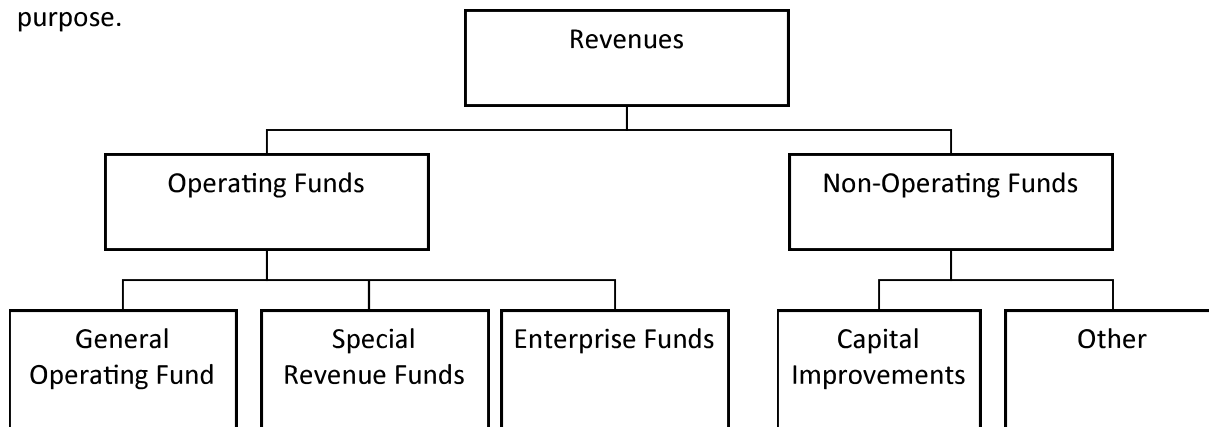 purpose.
Revenues
Operating Funds
Non-Operating Funds
General
Operating Fund
Special
Revenue Funds
Enterprise Funds
Capital
Improvements
Other